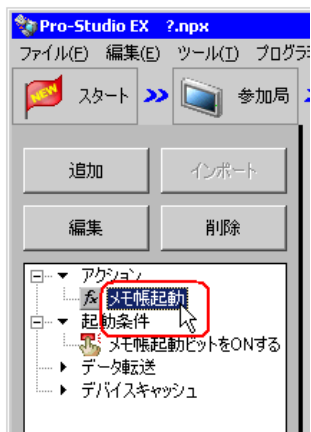 Pro-Studio EX ?.npx
ファイル(F) 編集(E) ツール(T) プログラ
NEW スタート 参加局
追加 インポート
編集 削除
アクション
fx メモ帳起動
起動条件
メモ帳起動ビットをONする
データ転送
デバイスキャッシュ